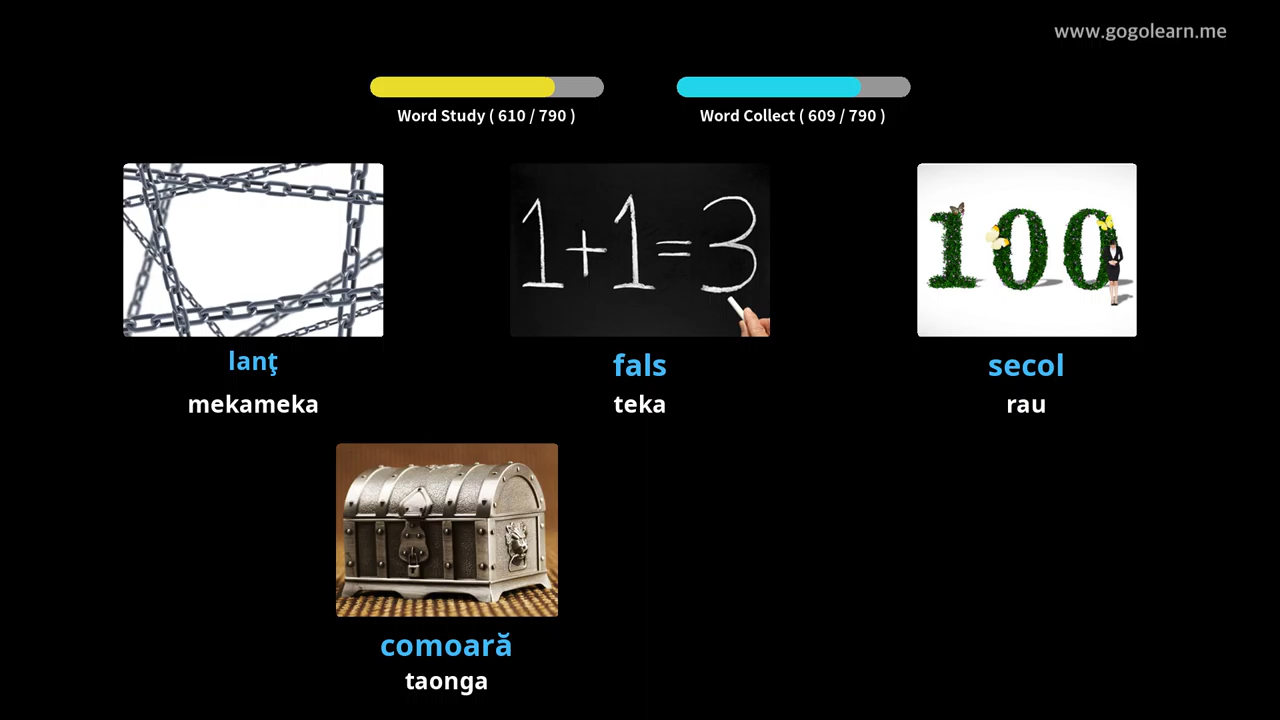 www.gogolearn.me
Word Study ( 610 / 790 )
Word Collect ( 609 / 790 )
1+1=3
100
lanţ
fals
secol
mekameka
teka
rau
comoară
taonga